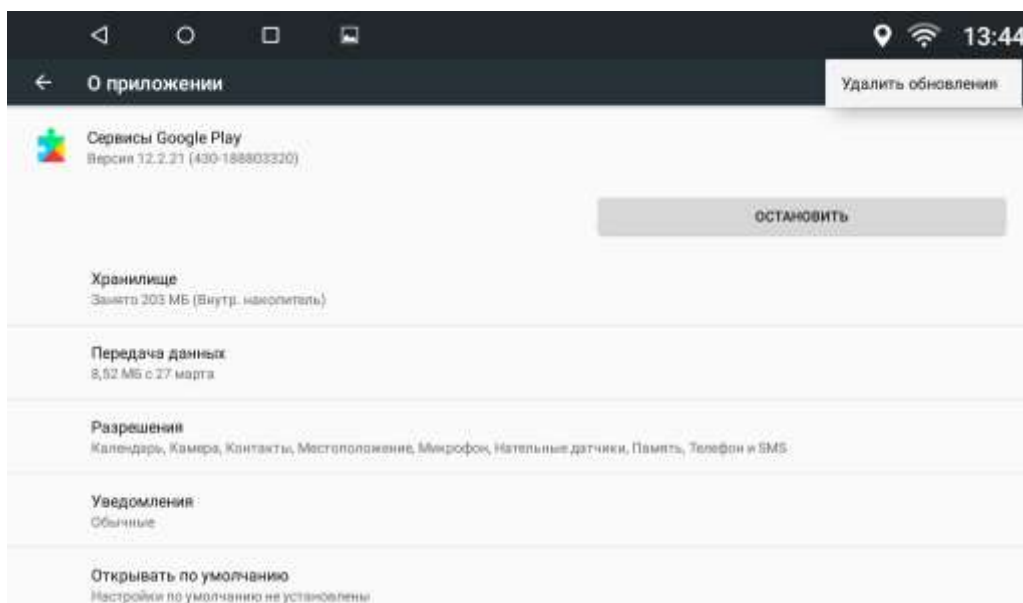 13:44
О приложении
Удалить обновления
Сервисы Google Play
Версия 12.2.21 (430-188803320)
ОСТАНОВИТЬ
Хранилище
Занято 203 МБ (Внутр. накопитель)
Передача данных
8,52 МБ с 27 марта
Разрешения
Календарь, Камера, Контакты, Местоположение, Микрофон, Нательные датчики, Память, Телефон и SMS
Уведомления
Обычные
Открывать по умолчанию
Настройки по умолчанию не установлены